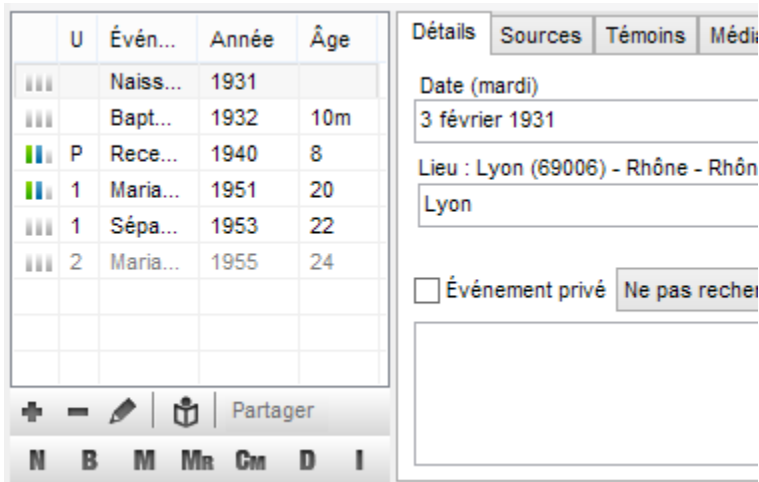 U Évén... Année Âge
Naiss... 1931
Bapt... 1932 10m
P Rece... 1940 8
1 Maria... 1951 20
1 Sépa... 1953 22
2 Maria... 1955 24
Partager
N B M MR CM D I
Détails Sources Témoins Média
Date (mardi)
3 février 1931
Lieu : Lyon (69006) - Rhône - Rhôn
Lyon
Événement privé Ne pas recher